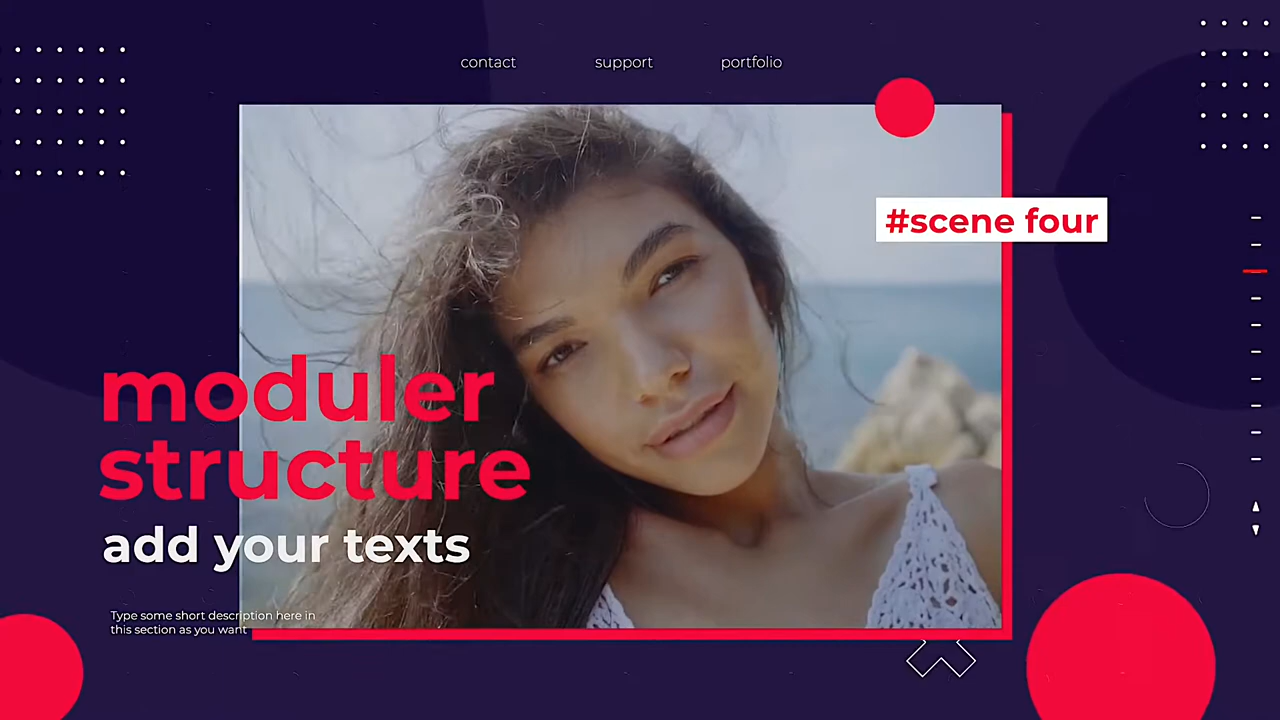 contact support portfolio
#scene four
moduler
structure
add your texts
Type some short description here in
this section as you want